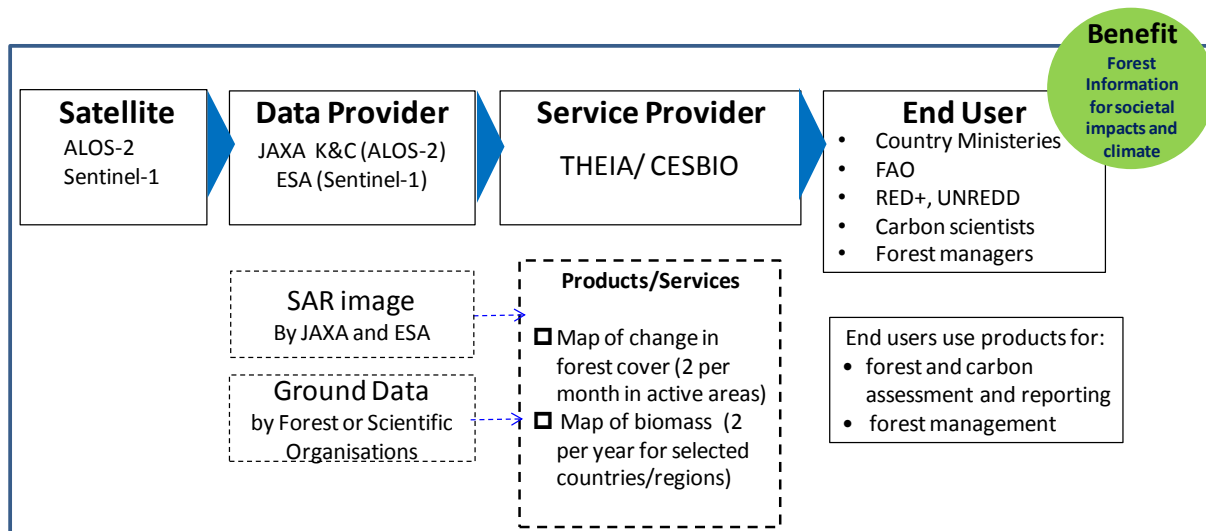 Benefit
Forest
Information
for societal
impacts and
climate
Satellite
ALOS-2
Sentinel-1
Data Provider
JAXA K&C (ALOS-2)
ESA (Sentinel-1)
Service Provider
THEIA/ CESBIO
End User
• Country Ministeries
• FAO
• RED+, UNREDD
• Carbon scientists
• Forest managers
SAR image
By JAXA and ESA
Ground Data
by Forest or Scientific
Organisations
Products/Services
Map of change in
forest cover (2 per
month in active areas)
Map of biomass (2
per year for selected
countries/regions)
End users use products for:
• forest and carbon
assessment and reporting
• forest management